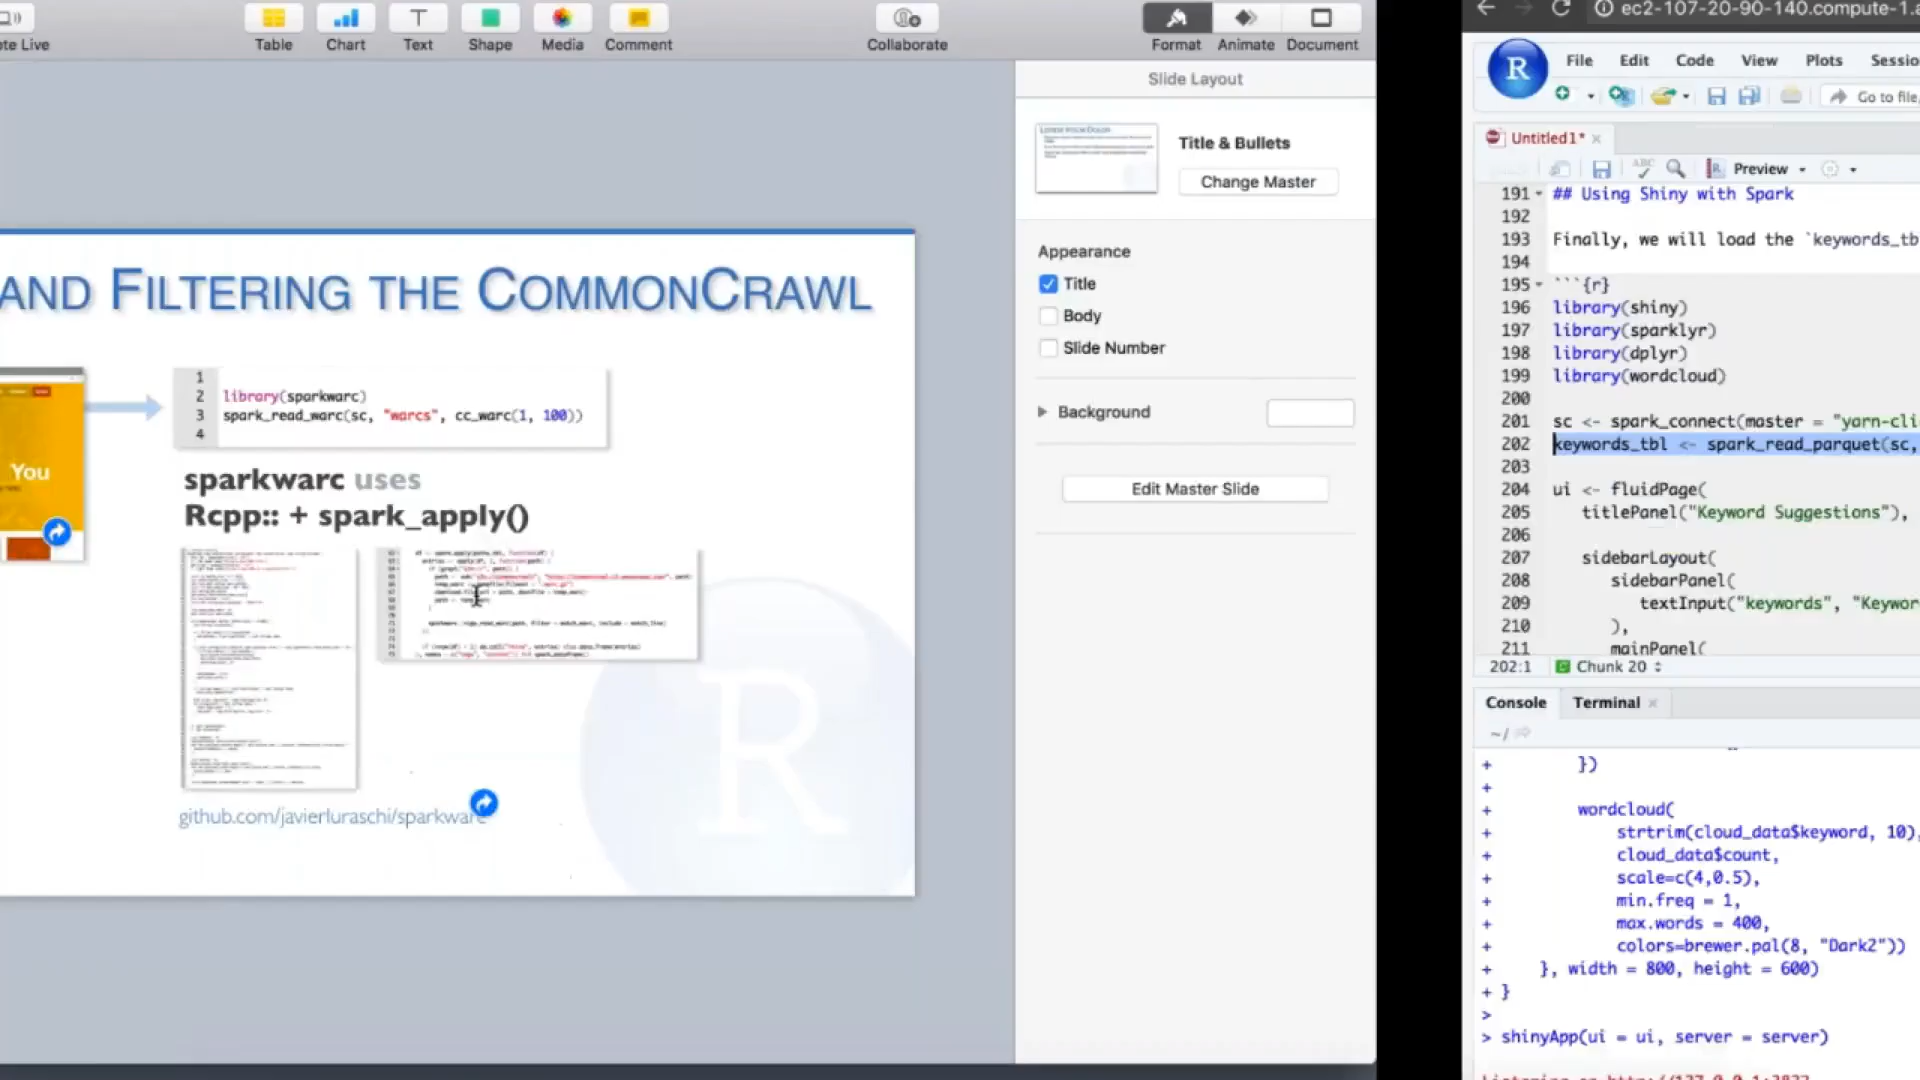 te Live
Table
Chart
Text
Shape
Media
Comment
Collaborate
Format
Animate
Document
Slide Layout
Title & Bullets
Change Master
Appearance
Title
Body
Slide Number
Background
Edit Master Slide
AND FILTERING THE COMMONCRAWL
You
1
2 library(sparkwarc)
3 spark_read_warc(sc, "warcs", cc_warc(1, 100))
4
sparkwarc uses
Rcpp:: + spark_apply()
github.com/javierluraschi/sparkwarc
R
ec2-107-20-90-140.compute-1.a
R
File Edit Code View Plots Sessio
Go to file
Untitled1*
ABC
Preview
191 ## Using Shiny with Spark
192
193 Finally, we will load the `keywords_tb
194
195 ```{r}
196 library(shiny)
197 library(sparklyr)
198 library(dplyr)
199 library(wordcloud)
200
201 sc <- spark_connect(master = "yarn-cli
202 keywords_tbl <- spark_read_parquet(sc,
203
204 ui <- fluidPage(
205 titlePanel("Keyword Suggestions"),
206
207 sidebarLayout(
208 sidebarPanel(
209 textInput("keywords", "Keywor
210 ),
211 mainPanel(
202:1 Chunk 20
Console Terminal
~/
+ })
+
+ wordcloud(
+ strtrim(cloud_data$keyword, 10),
+ cloud_data$count,
+ scale=c(4,0.5),
+ min.freq = 1,
+ max.words = 400,
+ colors=brewer.pal(8, "Dark2"))
+ }, width = 800, height = 600)
+ }
>
> shinyApp(ui = ui, server = server)